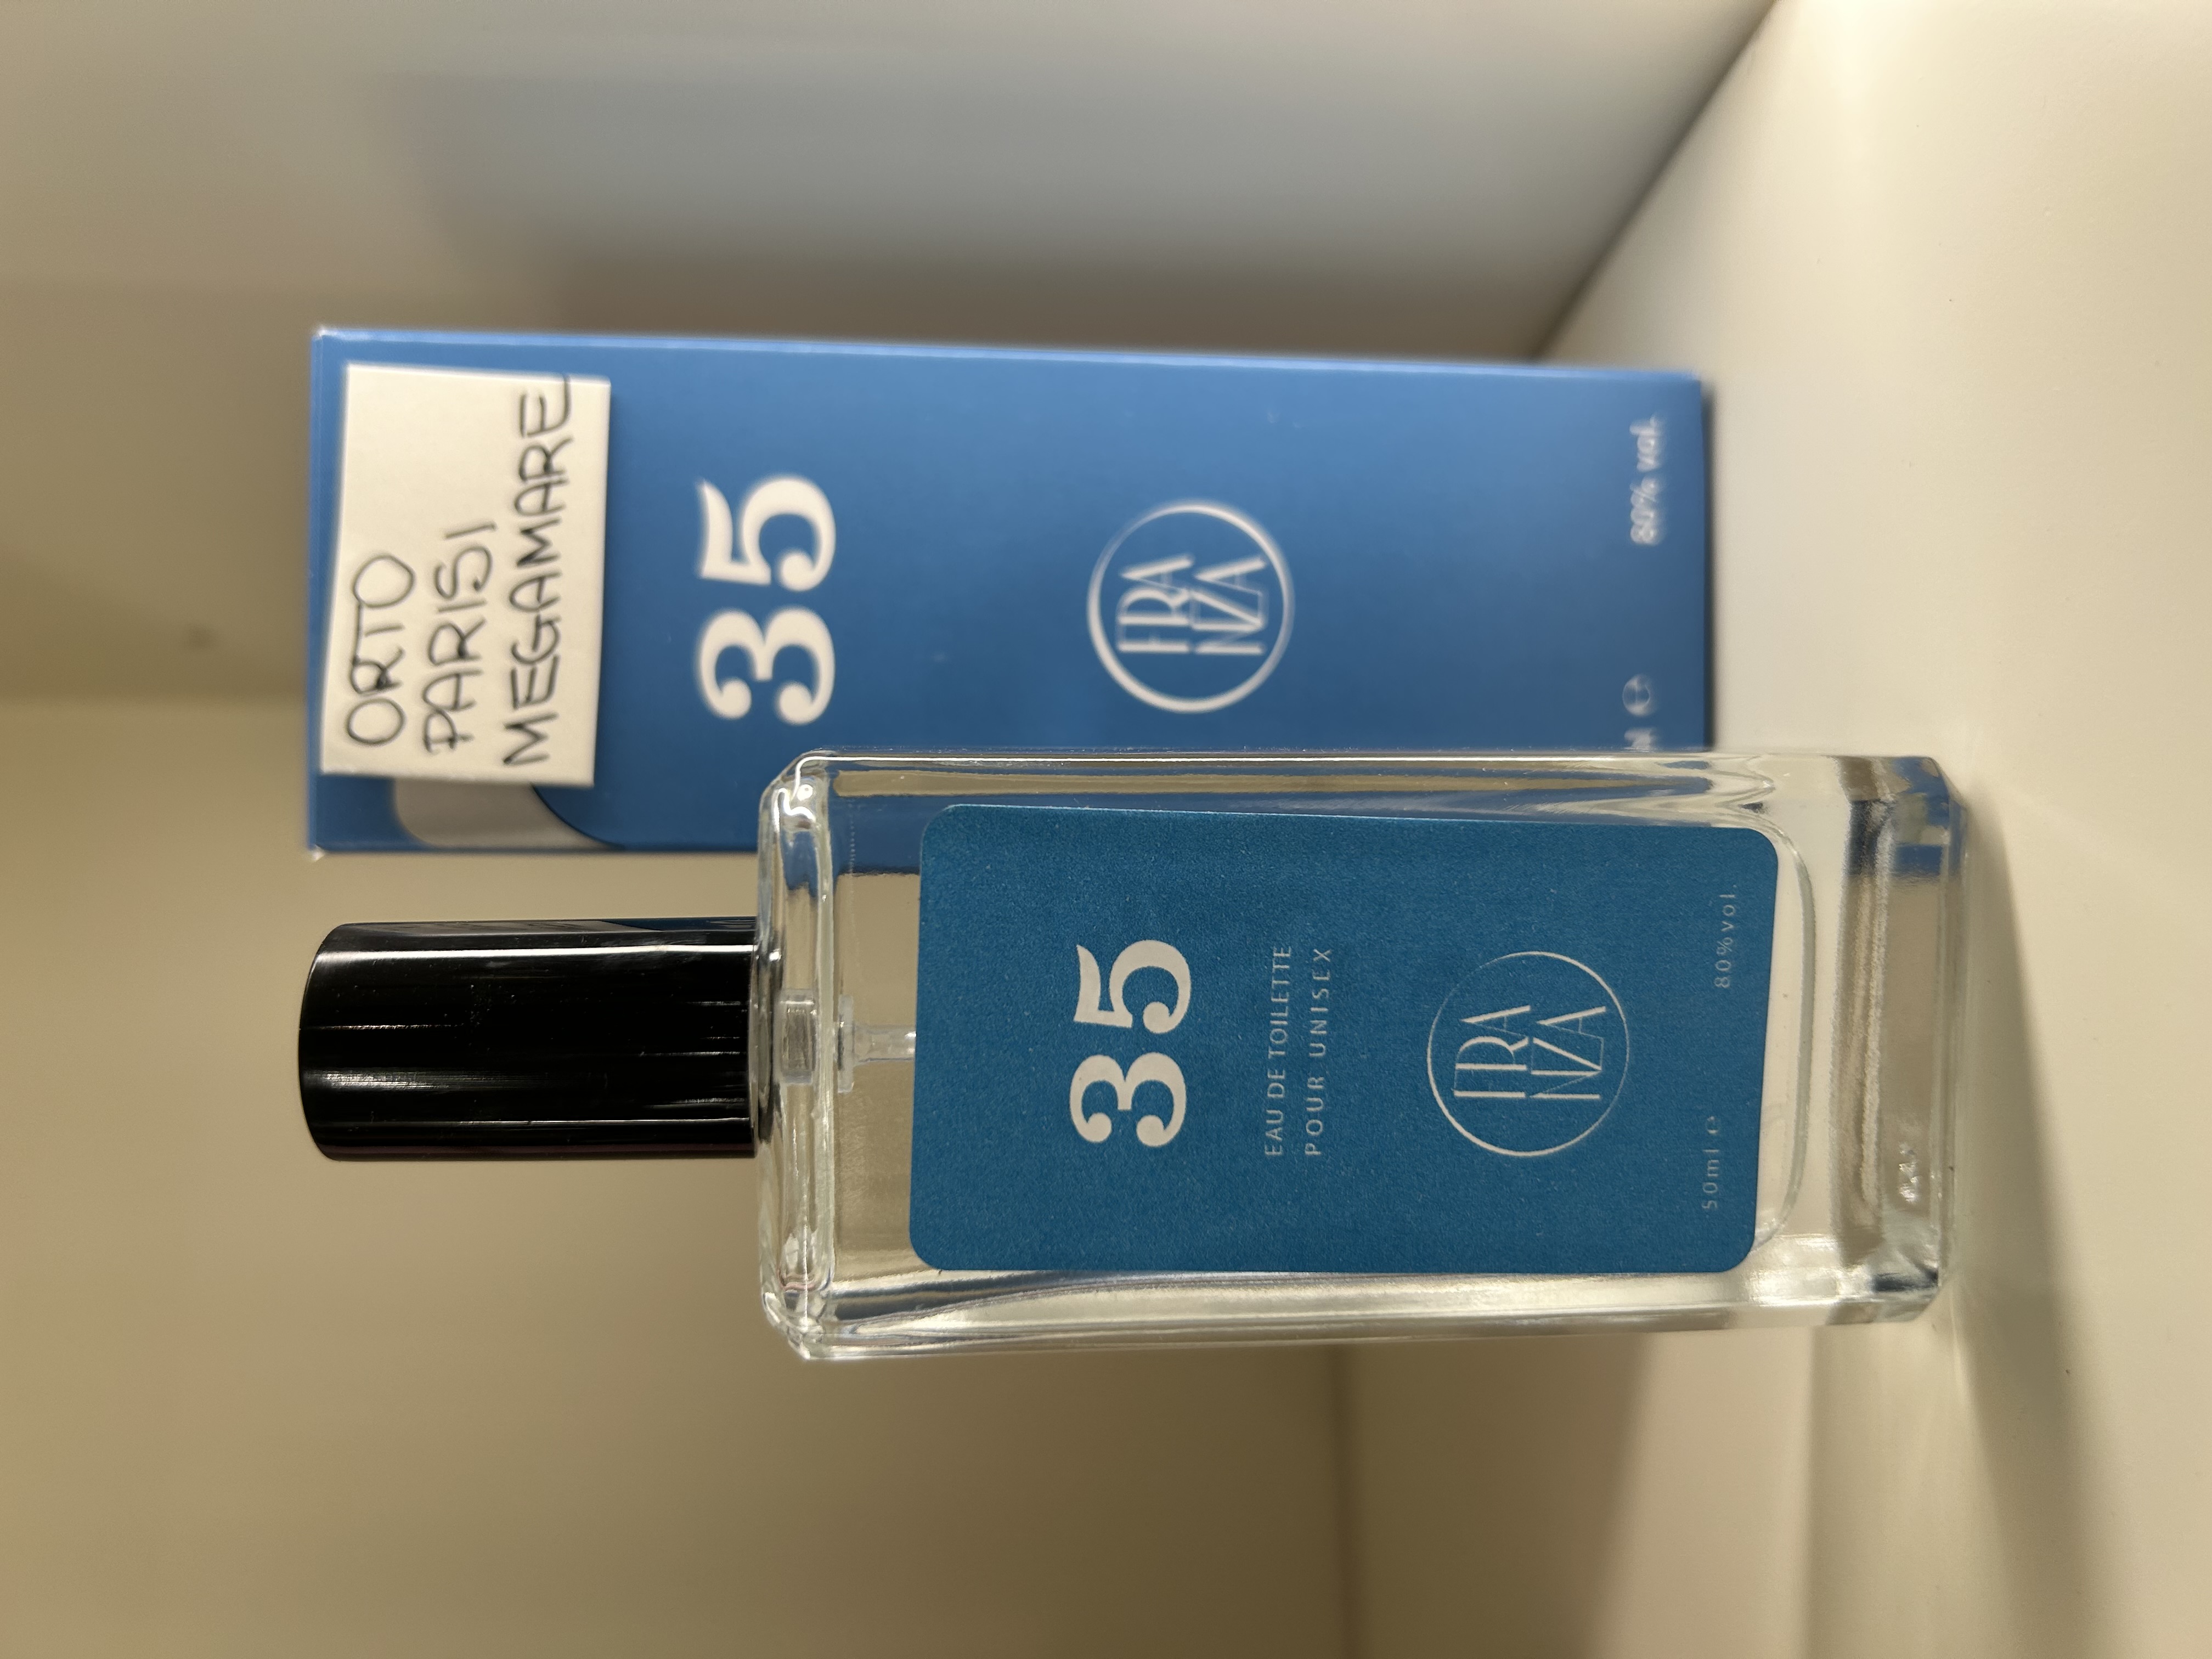 ORTO
PARISI
MEGAMARE
35
FRA
NZA
80% vol.
35
EAU DE TOILETTE
POUR UNISEX
FRA
NZA
50ml e 80%vol.